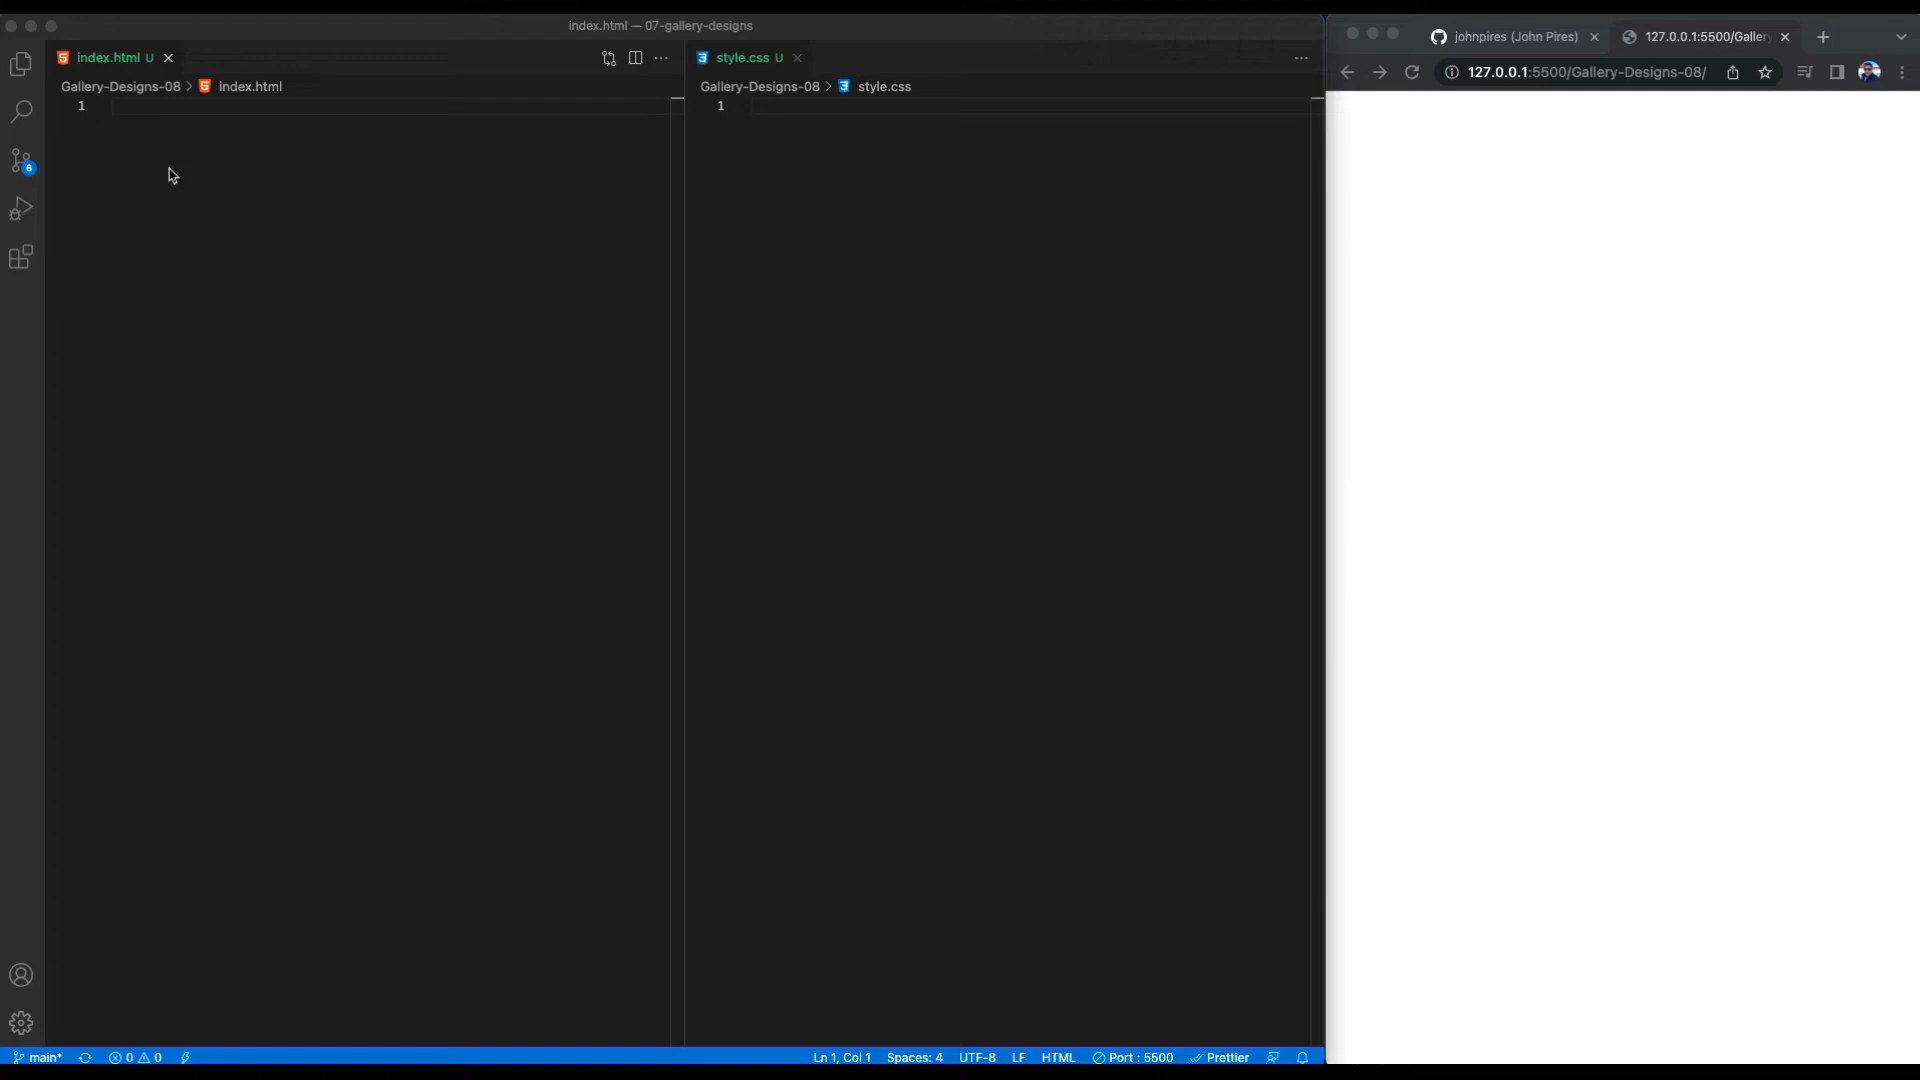 index.html — 07-gallery-designs
index.html U
style.css U
johnpires (John Pires)
127.0.0.1:5500/Gallery
Gallery-Designs-08 > index.html
Gallery-Designs-08 > style.css
127.0.0.1:5500/Gallery-Designs-08/
1
1
6
main*
0
0
Ln 1, Col 1
Spaces: 4
UTF-8
LF
HTML
Port : 5500
Prettier